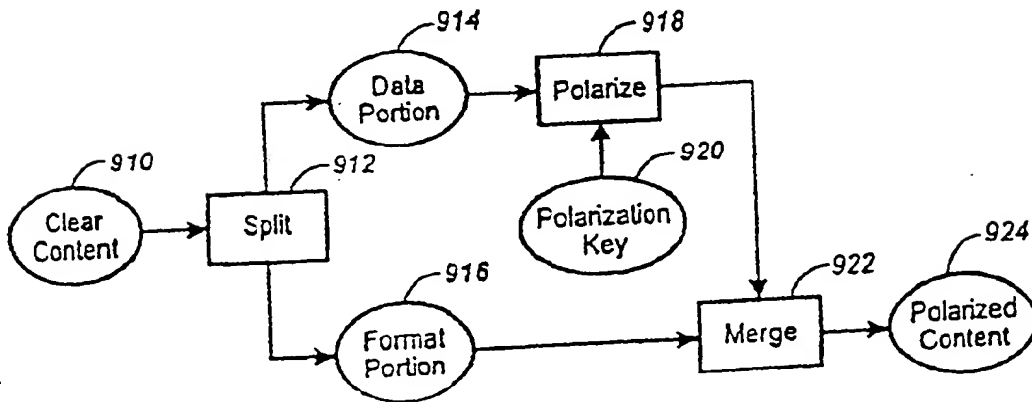 914
918
Data
Portion
Polarize
910
912
920
Clear
Content
Split
Polarization
Key
924
916
922
Format
Portion
Merge
Polarized
Content